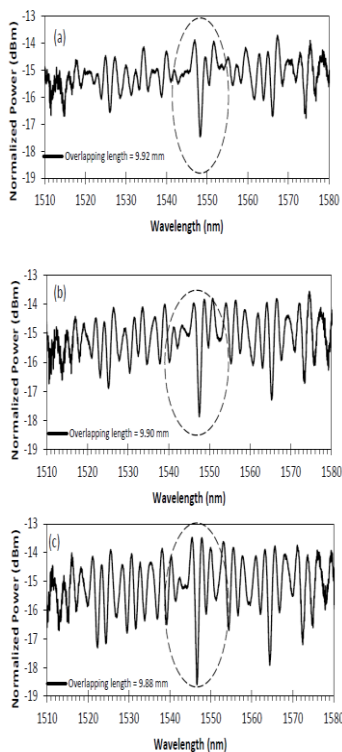 -13
(a)
-14
-15
-16
-17
-18
-19
Normalized Power (dBm)
Overlapping length = 9.92 mm
1510 1520 1530 1540 1550 1560 1570 1580
Wavelength (nm)
-13
(b)
-14
-15
-16
-17
-18
-19
Normalized Power (dBm)
Overlapping length = 9.90 mm
1510 1520 1530 1540 1550 1560 1570 1580
Wavelength (nm)
-13
(c)
-14
-15
-16
-17
-18
-19
Normalized Power (dBm)
Overlapping length = 9.88 mm
1510 1520 1530 1540 1550 1560 1570 1580
Wavelength (nm)